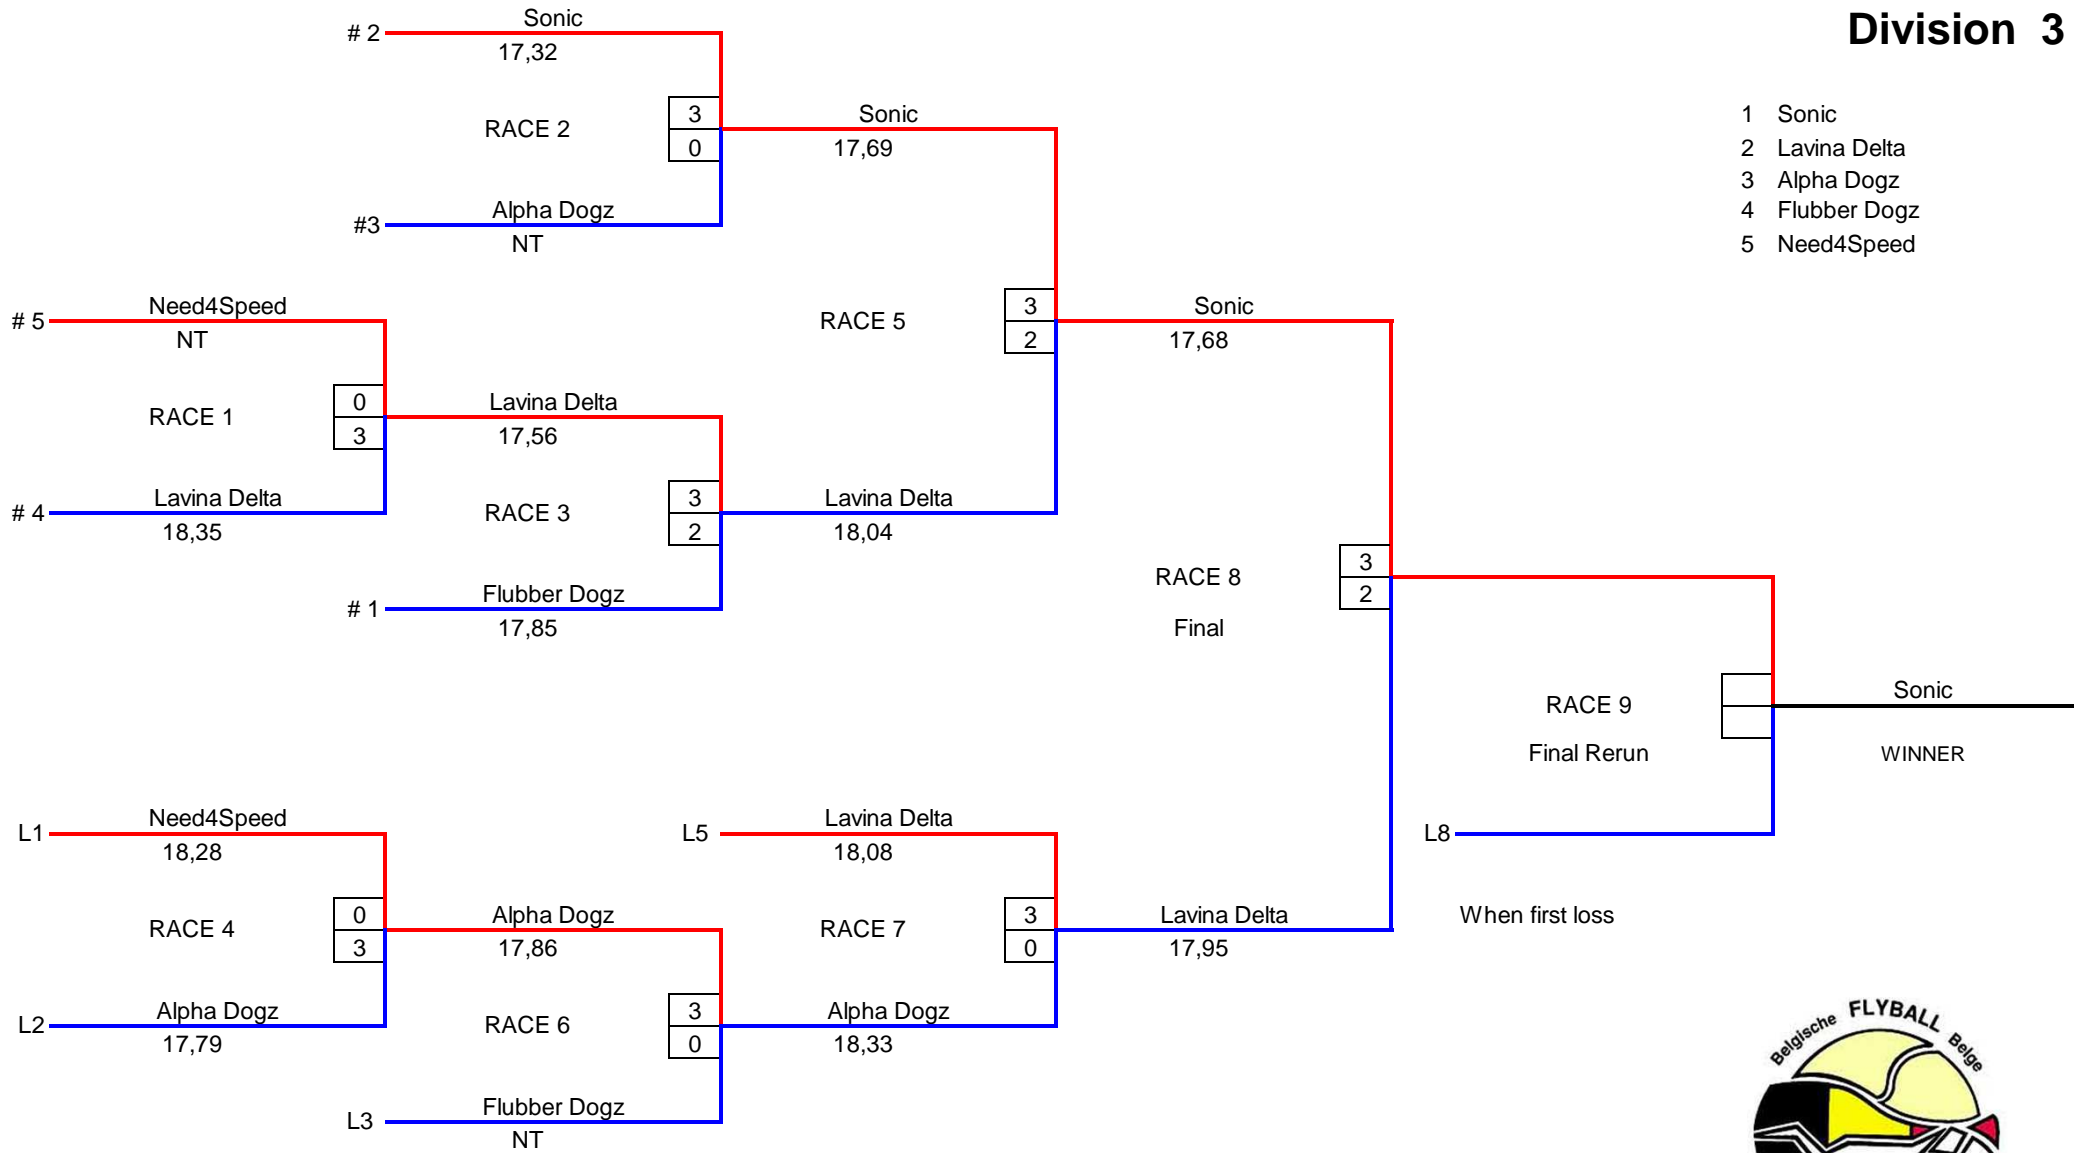 Division 3
Sonic
# 2
17,32
3
RACE 2
0
Sonic
17,69
1 Sonic
2 Lavina Delta
3 Alpha Dogz
4 Flubber Dogz
5 Need4Speed
Alpha Dogz
#3
NT
Need4Speed
# 5
NT
3
RACE 5
2
Sonic
17,68
0
RACE 1
3
Lavina Delta
17,56
Lavina Delta
# 4
18,35
3
RACE 3
2
Lavina Delta
18,04
Flubber Dogz
# 1
17,85
3
RACE 8
2
Final
RACE 9
Final Rerun
Sonic
WINNER
Need4Speed
L1
18,28
Lavina Delta
L5
18,08
L8
0
RACE 4
3
Alpha Dogz
17,86
3
RACE 7
0
Lavina Delta
17,95
When first loss
Alpha Dogz
L2
17,79
3
RACE 6
0
Alpha Dogz
18,33
Flubber Dogz
L3
NT
Belgische FLYBALL Belge